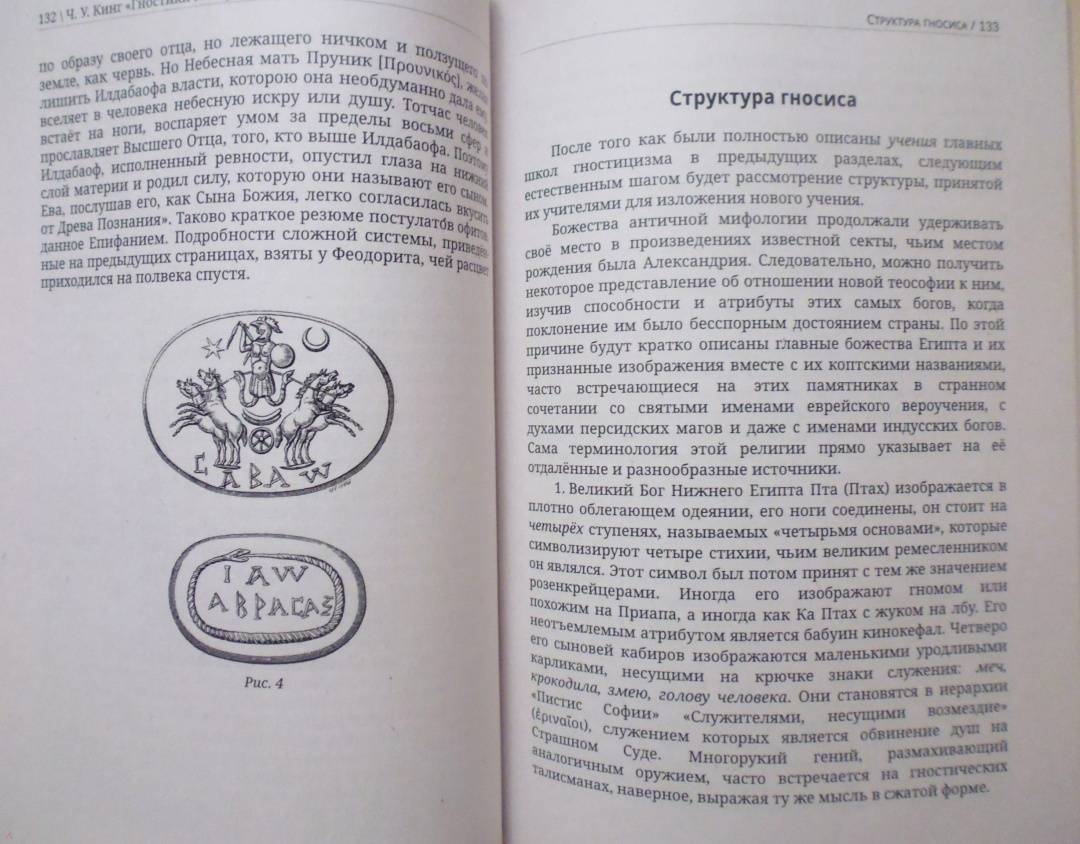 132 \ Ч. У. Кинг «Гностики
по образу своего отца, но лежащего ничком и ползущего
земле, как червь. Но Небесная мать Пруник [Προυνικός],
лишить Илдабаофа власти, которою она необдуманно дала ему,
вселяет в человека небесную искру или душу. Тотчас человек
встаёт на ноги, воспаряет умом за пределы восьми сфер и
прославляет Высшего Отца, того, кто выше Илдабаофа. Поэтому
Илдабаоф, исполненный ревности, опустил глаза на нижний
слой материи и родил силу, которую они называют его сыном.
Ева, послушав его, как Сына Божия, легко согласилась вкусить
от Древа Познания». Таково краткое резюме постулатов офитов,
данное Епифанием. Подробности сложной системы, приведён-
ные на предыдущих страницах, взяты у Феодорита, чей расцвет
приходился на полвека спустя.
CΑΒΑW
ΙΑW
ΑΒΡΑCΑΞ
Рис. 4
Структура гносиса / 133
Структура гносиса
После того как были полностью описаны учения главных
школ гностицизма в предыдущих разделах, следующим
естественным шагом будет рассмотрение структуры, принятой
их учителями для изложения нового учения.
Божества античной мифологии продолжали удерживать
своё место в произведениях известной секты, чьим местом
рождения была Александрия. Следовательно, можно получить
некоторое представление об отношении новой теософии к ним,
изучив способности и атрибуты этих самых богов, когда
поклонение им было бесспорным достоянием страны. По этой
причине будут кратко описаны главные божества Египта и их
признанные изображения вместе с их коптскими названиями,
часто встречающиеся на этих памятниках в странном
сочетании со святыми именами еврейского вероучения, с
духами персидских магов и даже с именами индусских богов.
Сама терминология этой религии прямо указывает на её
отдалённые и разнообразные источники.
1. Великий Бог Нижнего Египта Пта (Птах) изображается в
плотно облегающем одеянии, его ноги соединены, он стоит на
четырёх ступенях, называемых «четырьмя основами», которые
символизируют четыре стихии, чьим великим ремесленником
он являлся. Этот символ был потом принят с тем же значением
розенкрейцерами. Иногда его изображают гномом или
похожим на Приапа, а иногда как Ка Птах с жуком на лбу. Его
неотъемлемым атрибутом является бабуин кинокефал. Четверо
его сыновей кабиров изображаются маленькими уродливыми
карликами, несущими на крючке знаки служения: меч,
крокодила, змею, голову человека. Они становятся в иерархии
«Пистис Софии» «Служителями, несущими возмездие»
(ἐριναῖοι), служением которых является обвинение душ на
Страшном Суде. Многорукий гений, размахивающий
аналогичным оружием, часто встречается на гностических
талисманах, наверное, выражая ту же мысль в сжатой форме.